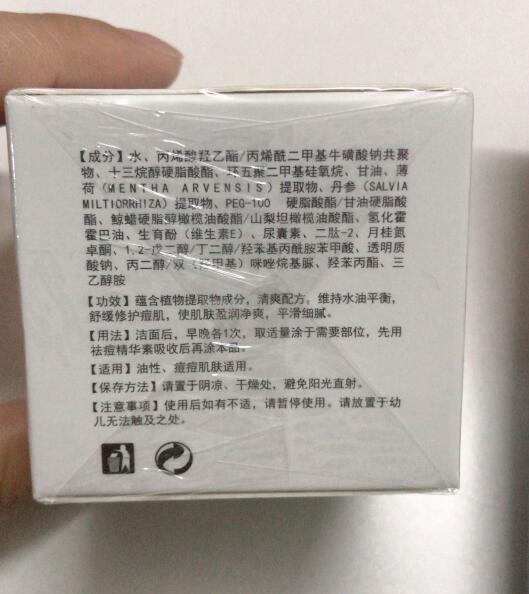 【成分】水、丙烯酸羟乙酯/丙烯酰二甲基牛磺酸钠共聚
物、十三烷醇硬脂酸酯、环五聚二甲基硅氧烷、甘油、薄
荷（MENTHA ARVENSIS）提取物、丹参（SALVIA
MILTIORRHIZA）提取物、PEG-100 硬脂酸酯/甘油硬脂酸
酯、鲸蜡硬脂醇橄榄油酸酯/山梨坦橄榄油酸酯、氢化霍
霍巴油、生育酚（维生素E）、尿囊素、二肽-2、月桂氮
卓酮、1,2-戊二醇/丁二醇/羟苯基丙酰胺苯甲酸、透明质
酸钠、丙二醇/双（羟甲基）咪唑烷基脲、羟苯丙酯、三
乙醇胺
【功效】蕴含植物提取物成分，清爽配方，维持水油平衡，
舒缓修护痘肌，使肌肤盈润净爽，平滑细腻。
【用法】洁面后，早晚各1次，取适量涂于需要部位，先用
祛痘精华素吸收后再涂本品。
【适用】油性、痘痘肌肤适用。
【保存方法】请置于阴凉、干燥处，避免阳光直射。
【注意事项】使用后如有不适，请暂停使用。请放置于幼
儿无法触及之处。